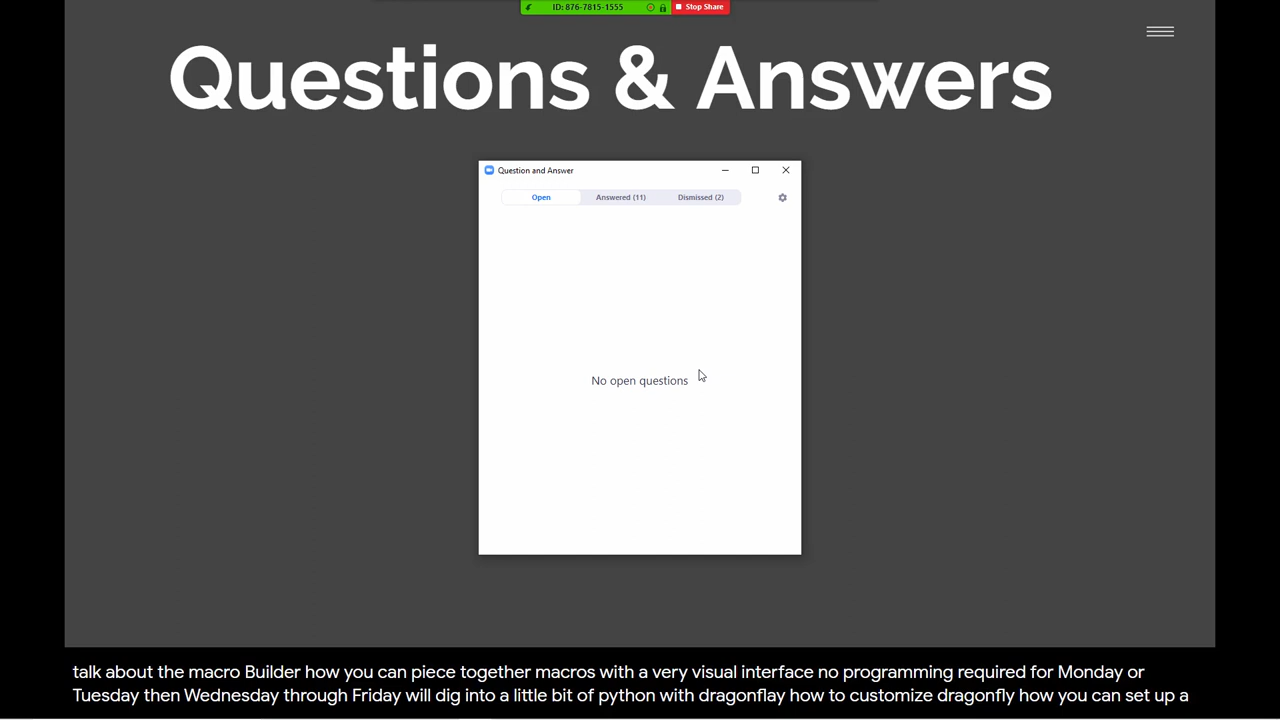 ID: 876-7815-1555
Stop Share
Questions & Answers
Question and Answer
Open
Answered (11)
Dismissed (2)
No open questions
talk about the macro Builder how you can piece together macros with a very visual interface no programming required for Monday or
Tuesday then Wednesday through Friday will dig into a little bit of python with dragonflay how to customize dragonfly how you can set up a